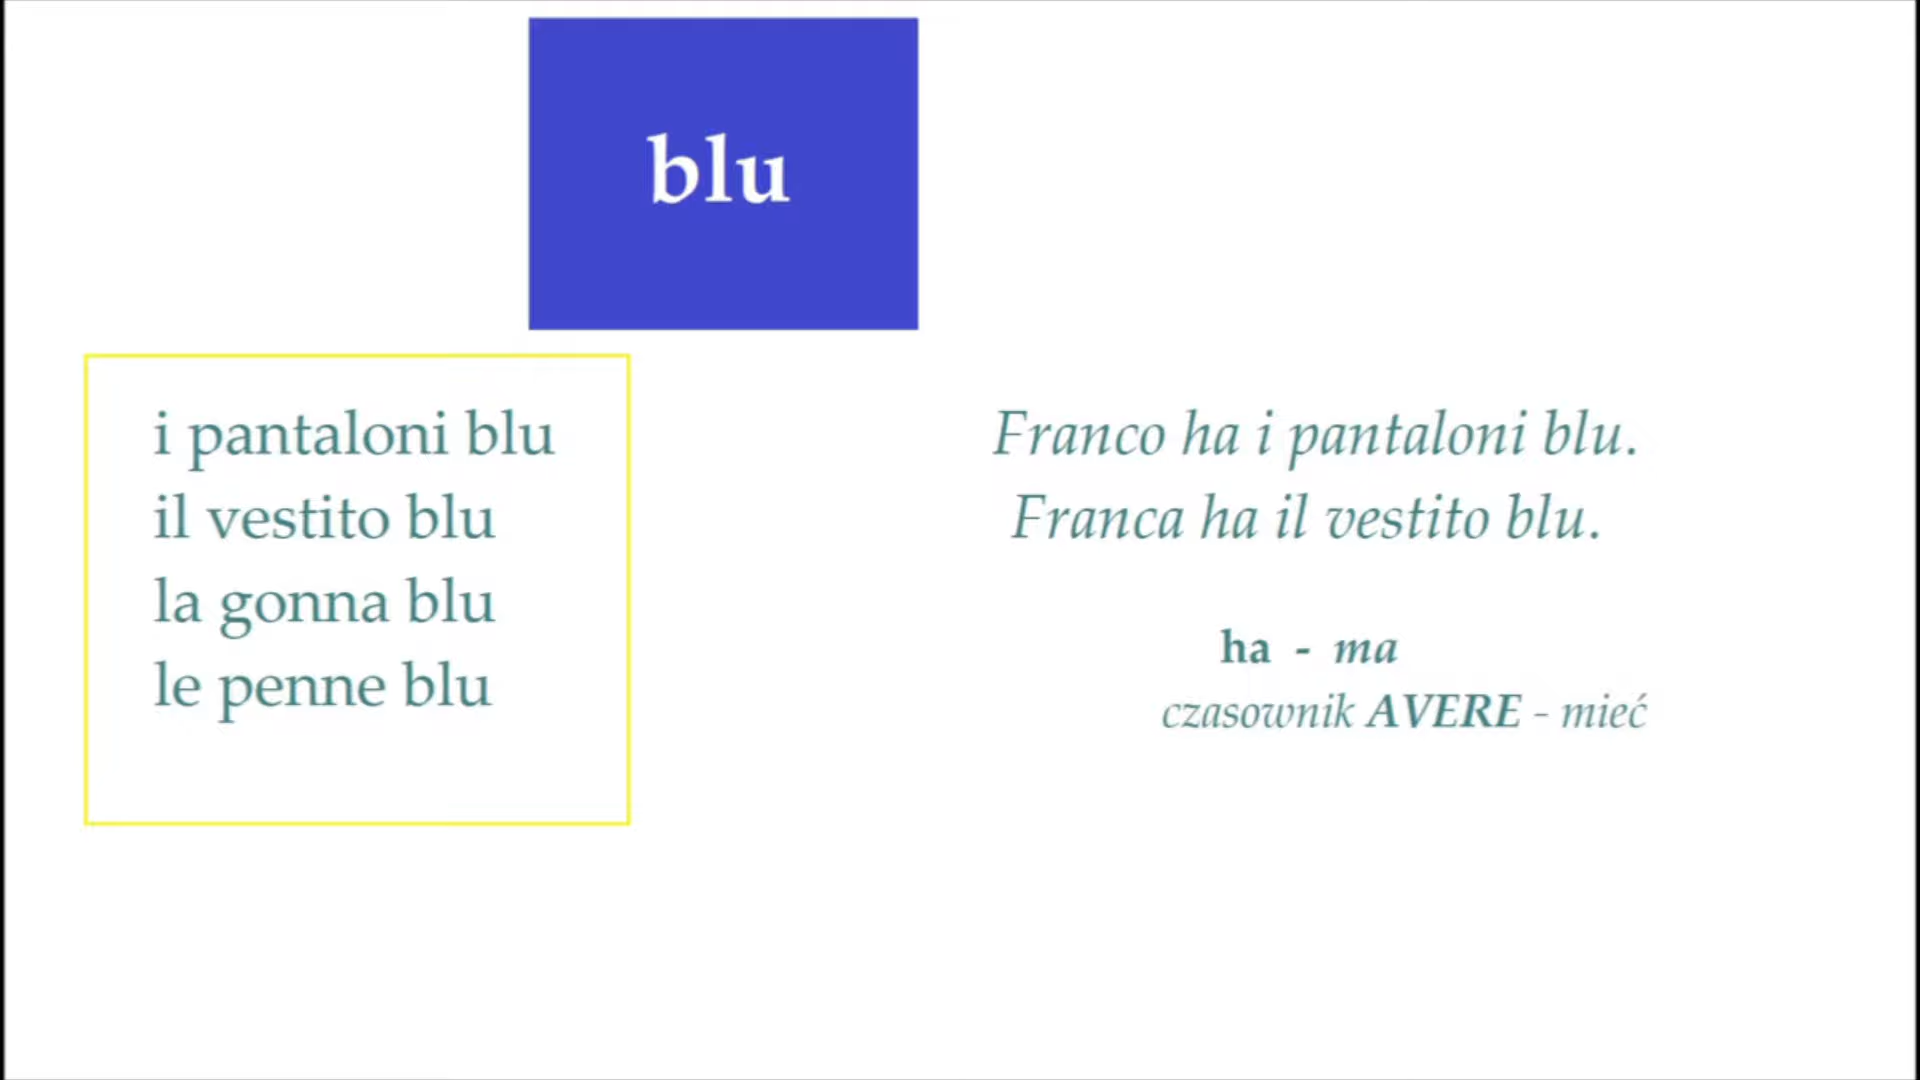 blu
i pantaloni blu
il vestito blu
la gonna blu
le penne blu
Franco ha i pantaloni blu.
Franca ha il vestito blu.
ha - ma
czasownik AVERE - mieć